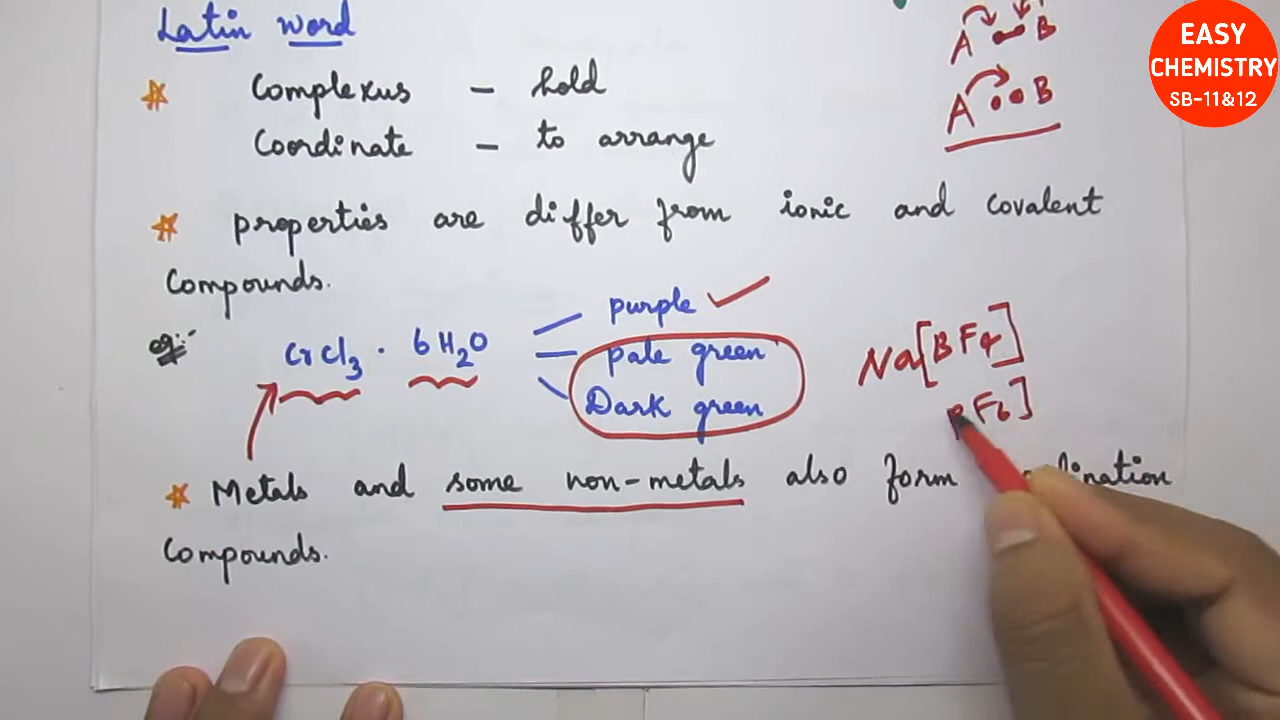 Latin word
A B
Complexus - hold
A B
Coordinate - to arrange
properties are differ from ionic and covalent
Compounds.
eg:-
CrCl3 . 6H2O
purple
pale green
Dark green
Na[BF4]
F6]
Metals and some non-metals also form
Compounds.
EASY
CHEMISTRY
SB-11&12